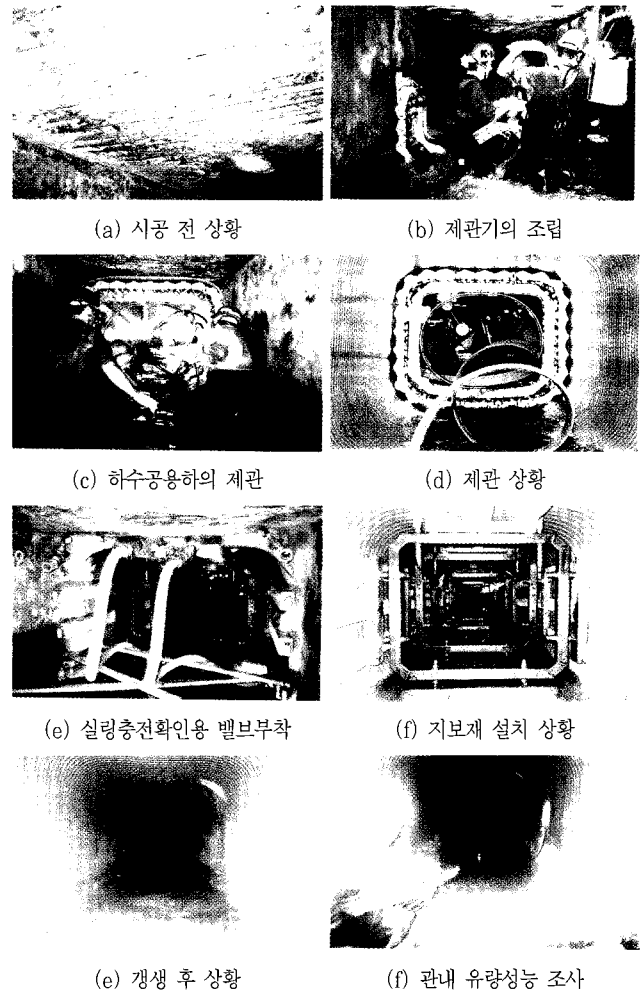 (a) 시공 전 상황
(b) 제관기의 조립
(c) 하수공용하의 제관
(d) 제관 상황
(e) 실링충전확인용 밸브부착
(f) 지보재 설치 상황
(e) 갱생 후 상황
(f) 관내 유량성능 조사